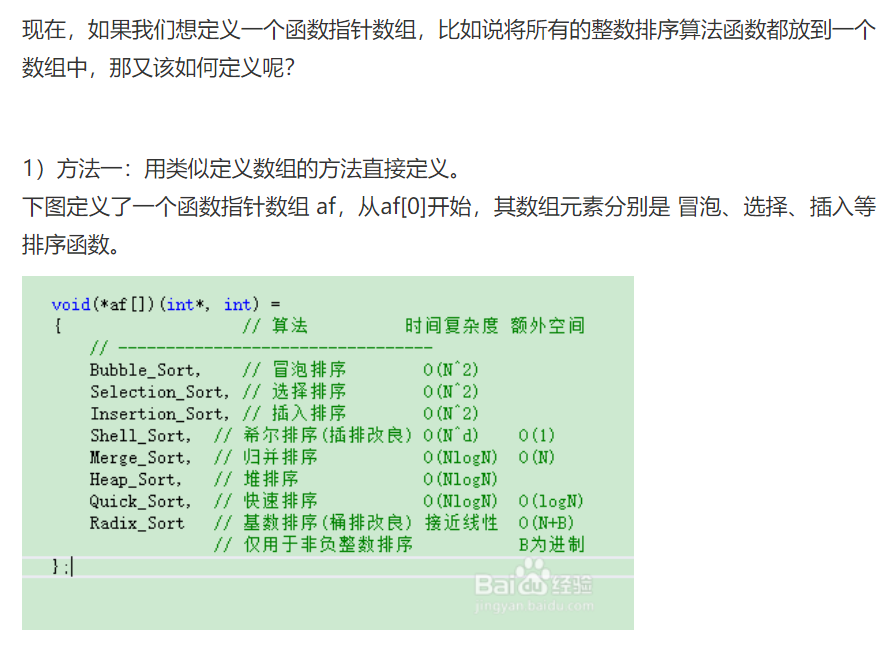 现在，如果我们想定义一个函数指针数组，比如说将所有的整数排序算法函数都放到一个
数组中，那又该如何定义呢？
1）方法一：用类似定义数组的方法直接定义。
下图定义了一个函数指针数组 af，从af[0]开始，其数组元素分别是 冒泡、选择、插入等
排序函数。
void(*af[])(int*, int) =
{ // 算法 时间复杂度 额外空间
// ---------------------------------
Bubble_Sort, // 冒泡排序 O(N^2)
Selection_Sort, // 选择排序 O(N^2)
Insertion_Sort, // 插入排序 O(N^2)
Shell_Sort, // 希尔排序(插排改良) O(N^d) O(1)
Merge_Sort, // 归并排序 O(NlogN) O(N)
Heap_Sort, // 堆排序 O(NlogN)
Quick_Sort, // 快速排序 O(NlogN) O(logN)
Radix_Sort // 基数排序(桶排改良) 接近线性 O(N+B)
// 仅用于非负整数排序 B为进制
};
Baidu 经验
jingyan.baidu.com